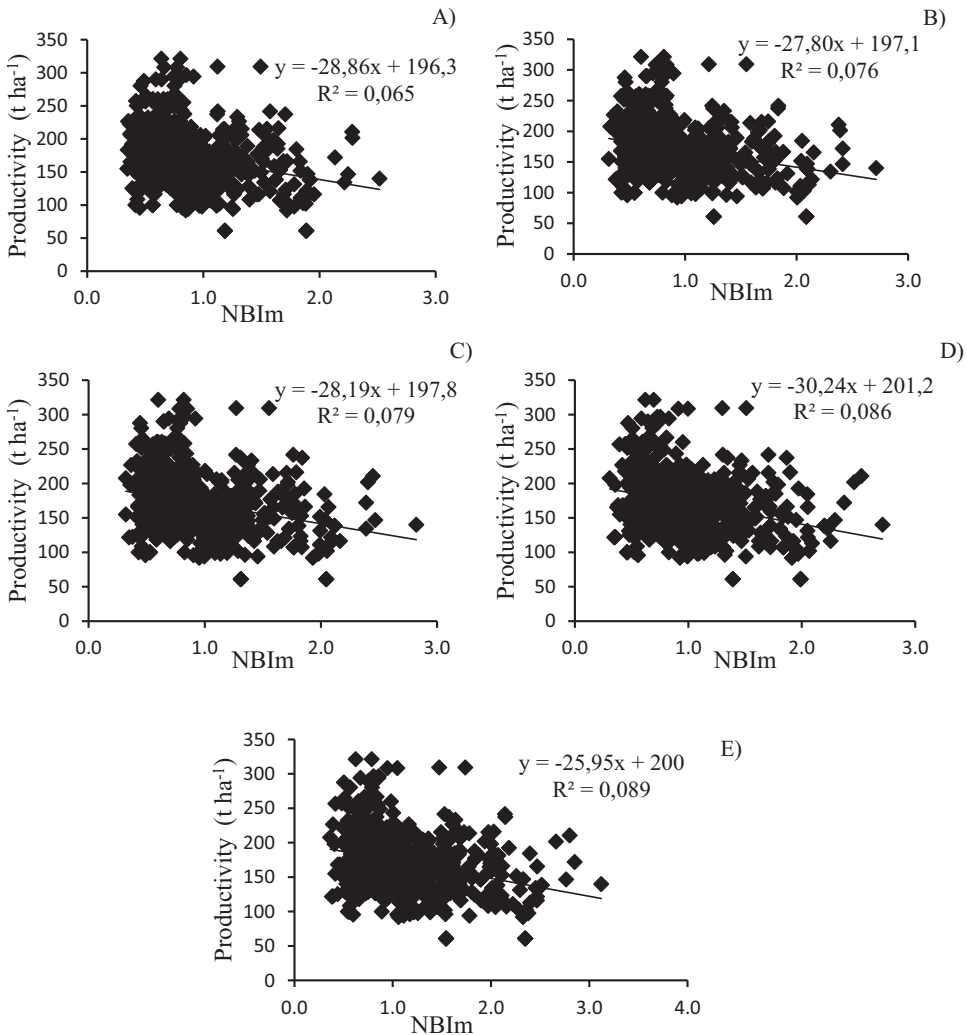 A)
Productivity (t ha⁻¹)
350
300
250
200
150
100
50
0
y = -28,86x + 196,3
R² = 0,065
0.0 1.0 2.0 3.0
NBIm
B)
Productivity (t ha⁻¹)
350
300
250
200
150
100
50
0
y = -27,80x + 197,1
R² = 0,076
0.0 1.0 2.0 3.0
NBIm
C)
Productivity (t ha⁻¹)
350
300
250
200
150
100
50
0
y = -28,19x + 197,8
R² = 0,079
0.0 1.0 2.0 3.0
NBIm
D)
Productivity (t ha⁻¹)
350
300
250
200
150
100
50
0
y = -30,24x + 201,2
R² = 0,086
0.0 1.0 2.0 3.0
NBIm
E)
Productivity (t ha⁻¹)
350
300
250
200
150
100
50
0
y = -25,95x + 200
R² = 0,089
0.0 1.0 2.0 3.0 4.0
NBIm